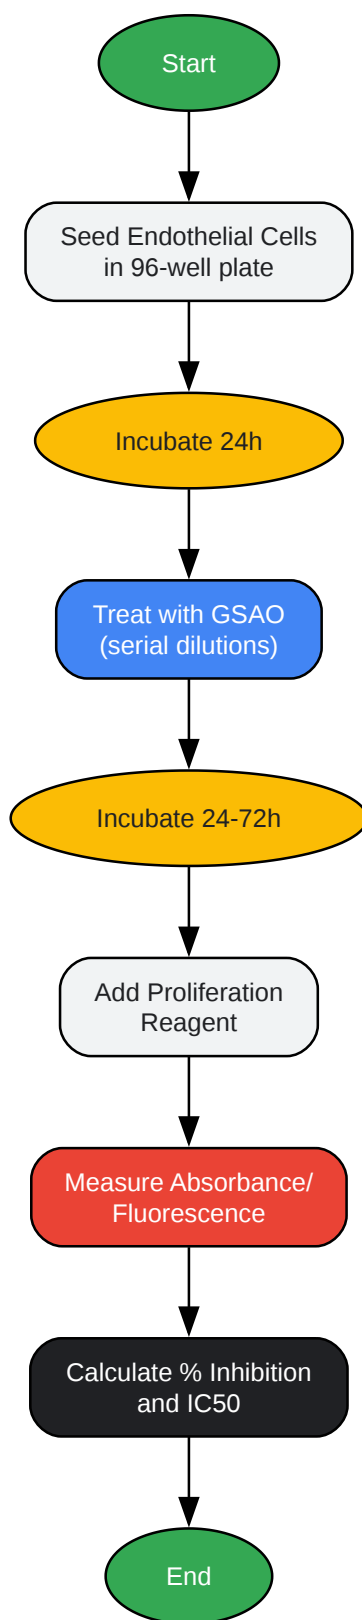 Start
Seed Endothelial Cells
in 96-well plate
Incubate 24h
Treat with GSAO
(serial dilutions)
Incubate 24-72h
Add Proliferation
Reagent
Measure Absorbance/
Fluorescence
Calculate % Inhibition
and IC50
End